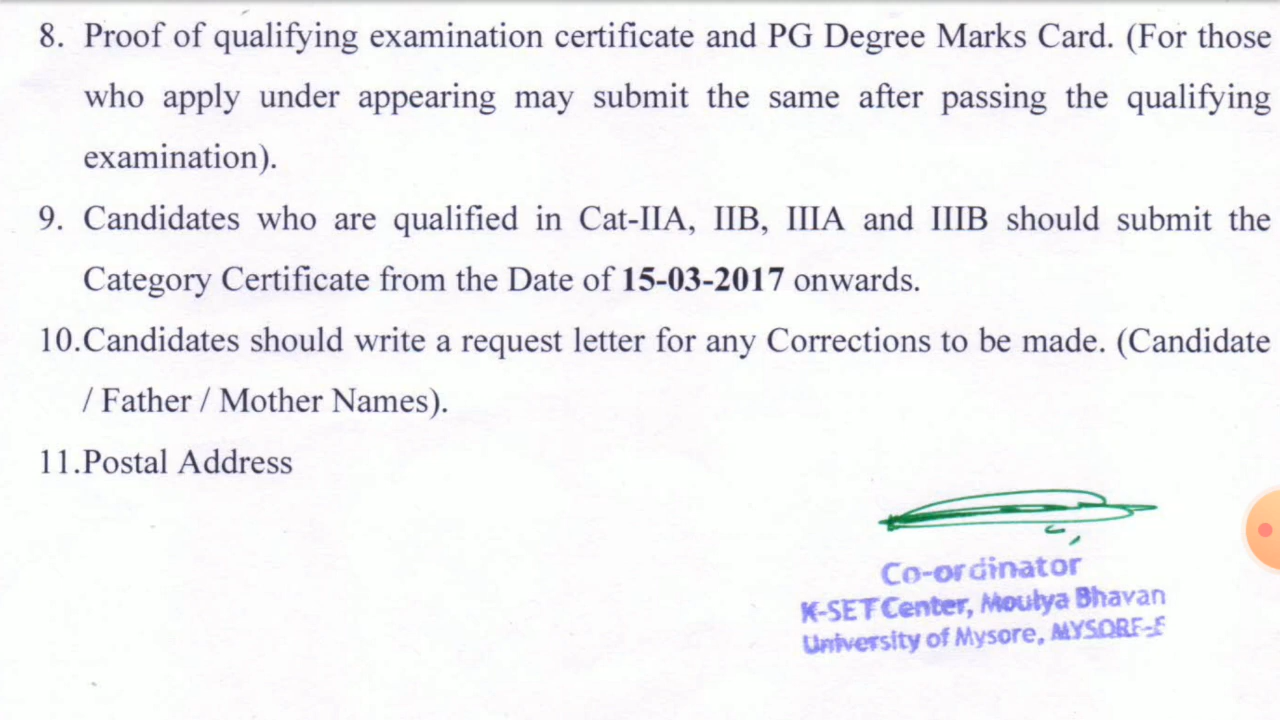 8. Proof of qualifying examination certificate and PG Degree Marks Card. (For those
who apply under appearing may submit the same after passing the qualifying
examination).
9. Candidates who are qualified in Cat-IIA, IIB, IIIA and IIIB should submit the
Category Certificate from the Date of 15-03-2017 onwards.
10.Candidates should write a request letter for any Corrections to be made. (Candidate
/ Father / Mother Names).
11.Postal Address
Co-ordinator
K-SET Center, Moulya Bhavan
University of Mysore, MYSORE